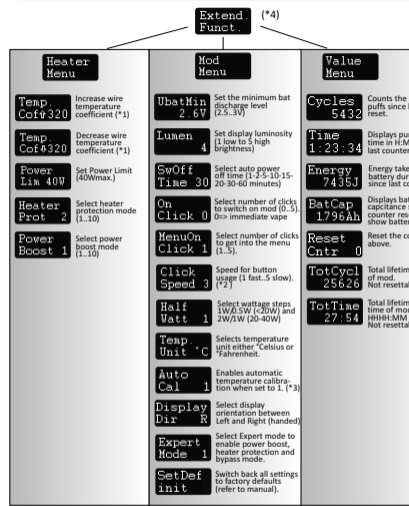 Extend.
Funct.
(*4)
Heater
Menu
Temp.
Cof⇮320
Increase wire
temperature
coefficient (*1)
Temp.
Cof⇩320
Decrease wire
temperature
coefficient (*1)
Power
Lim 40W
Set Power Limit
(40Wmax.)
Heater
Prot 2
Select heater
protection mode
(1..10)
Power
Boost 1
Select power
boost mode
(1..10)
Mod
Menu
UbatMin
2.6V
Set the minimum bat
discharge level
(2.5..3V)
Lumen
4
Set display luminosity
(1 low to 5 high
brightness)
SwOff
Time 30
Select auto power
off time (1-2-5-10-15-
20-30-60 minutes)
On
Click 0
Select number of clicks
to switch on mod (0..5).
0=> immediate vape
MenuOn
Click 1
Select number of clicks
to get into the menu
(1..5).
Click
Speed 3
Speed for button
usage (1 fast..5 slow).
(*2 )
Half
Watt 1
Select wattage steps
1W/0.5W (<20W) and
2W/1W (20-40W)
Temp.
Unit °C
Selects temperature
unit either °Celsius or
°Fahrenheit.
Auto
Cal 1
Enables automatic
temperature calibra-
tion when set to 1. (*3)
Display
Dir R
Select display
orientation between
Left and Right (handed)
Expert
Mode 1
Select Expert mode to
enable power boost,
heater protection and
bypass mode.
SetDef
init
Switch back all settings
to factory defaults
(refer to manual).
Value
Menu
Cycles
5432
Counts the
puffs since
reset.
Time
1:23:34
Displays pu
time in H:M
last counter
Energy
7435J
Energy take
battery dur
since last co
BatCap
1.796Ah
Displays bat
capcitance
counter rese
show batter
Reset
Cntr 0
Reset the co
above.
TotCycl
25626
Total lifetim
of mod.
Not resettal
TotTime
27:54
Total lifetim
time of mod
HHHH:MM
Not resettal